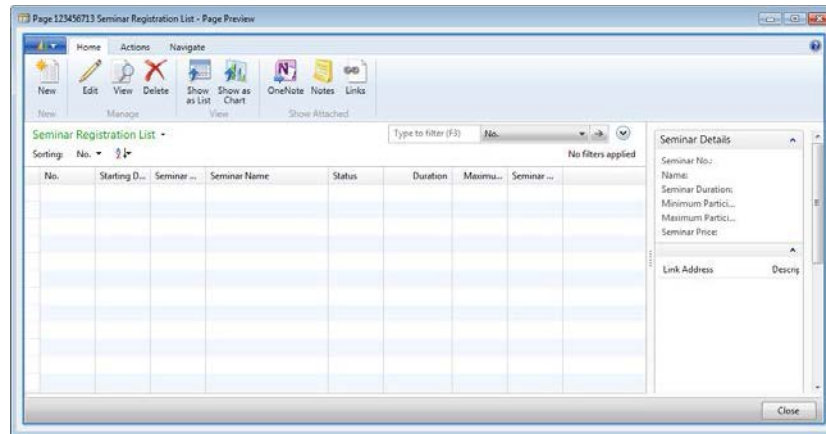 Page 123456713 Seminar Registration List - Page Preview
Home Actions Navigate
New Edit View Delete Show as List Show as Chart OneNote Notes Links
New Manage View Show Attached
Seminar Registration List
Type to filter (F3) No.
Sorting: No.
No filters applied
No. Starting D... Seminar ... Seminar Name Status Duration Maximu... Seminar ...
Seminar Details
Seminar No.:
Name:
Seminar Duration:
Minimum Partici...
Maximum Partici...
Seminar Price:
Link Address Descrip
Close